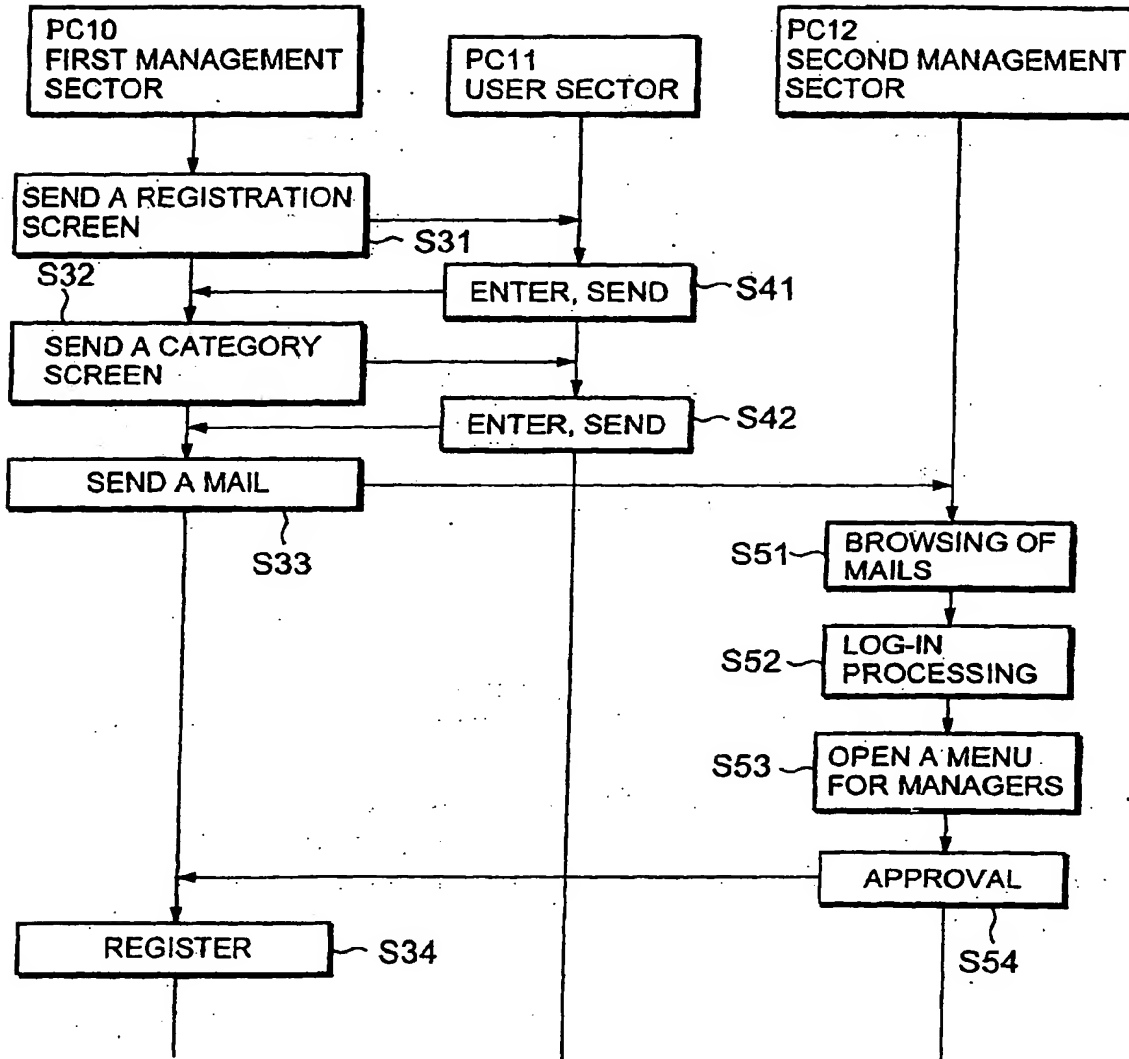 PC10
FIRST MANAGEMENT
SECTOR
PC11
USER SECTOR
PC12
SECOND MANAGEMENT
SECTOR
SEND A REGISTRATION
SCREEN
S31
S32
ENTER, SEND
S41
SEND A CATEGORY
SCREEN
ENTER, SEND
S42
SEND A MAIL
S33
S51
BROWSING OF
MAILS
S52
LOG-IN
PROCESSING
S53
OPEN A MENU
FOR MANAGERS
APPROVAL
S54
REGISTER
S34